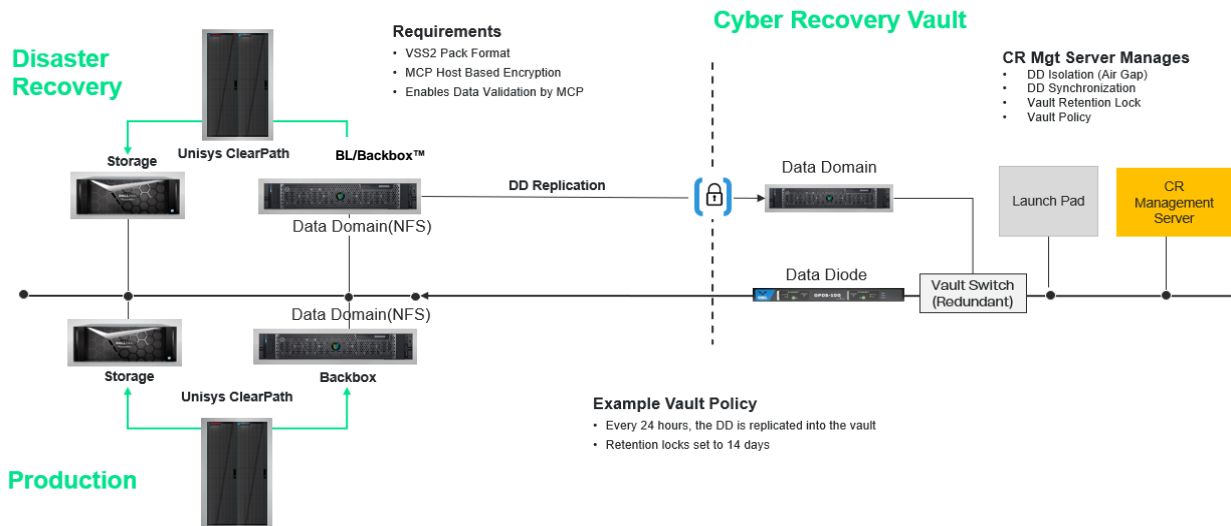 Cyber Recovery Vault
Disaster
Recovery
Requirements
• VSS2 Pack Format
• MCP Host Based Encryption
• Enables Data Validation by MCP
CR Mgt Server Manages
• DD Isolation (Air Gap)
• DD Synchronization
• Vault Retention Lock
• Vault Policy
Storage
Unisys ClearPath
BL/Backbox™
DD Replication
Data Domain
Launch Pad
CR
Management
Server
Data Domain(NFS)
Data Diode
Vault Switch
(Redundant)
Data Domain(NFS)
Storage
Backbox
Unisys ClearPath
Example Vault Policy
• Every 24 hours, the DD is replicated into the vault
• Retention locks set to 14 days
Production